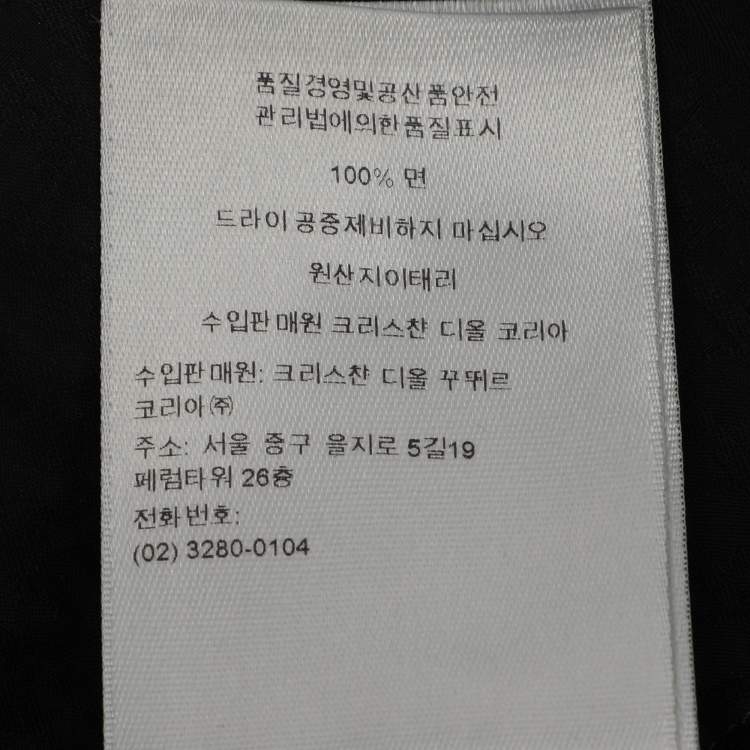 품질경영및공산품안전
관리법에의한품질표시
100% 면
드라이 공중제비하지 마십시오
원산지이태리
수입판매원 크리스챤 디올 코리아
수입판매원: 크리스챤 디올 꾸뛰르
코리아㈜
주소: 서울 중구 을지로 5길19
페럼타워 26층
전화번호:
(02) 3280-0104